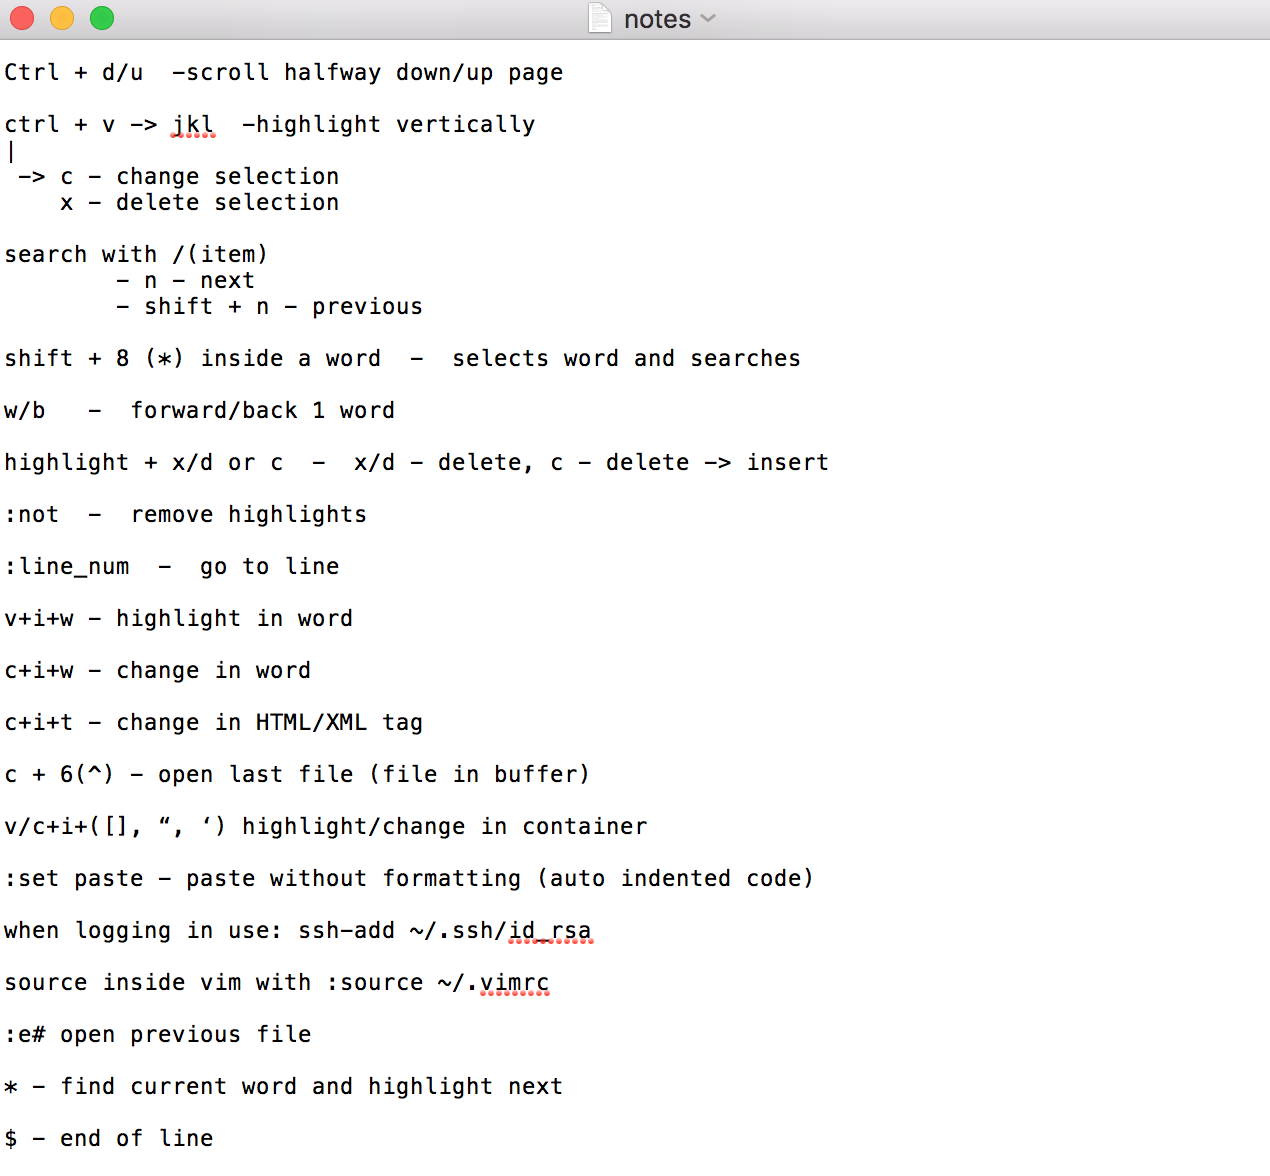 notes
Ctrl + d/u  -scroll halfway down/up page
ctrl + v -> jkl  -highlight vertically
|
 -> c - change selection
    x - delete selection
search with /(item)
        - n - next
        - shift + n - previous
shift + 8 (*) inside a word  -  selects word and searches
w/b   -  forward/back 1 word
highlight + x/d or c  -  x/d - delete, c - delete -> insert
:not  -  remove highlights
:line_num  -  go to line
v+i+w - highlight in word
c+i+w - change in word
c+i+t - change in HTML/XML tag
c + 6(^) - open last file (file in buffer)
v/c+i+([], “, ‘) highlight/change in container
:set paste - paste without formatting (auto indented code)
when logging in use: ssh-add ~/.ssh/id_rsa
source inside vim with :source ~/.vimrc
:e# open previous file
* - find current word and highlight next
$ - end of line